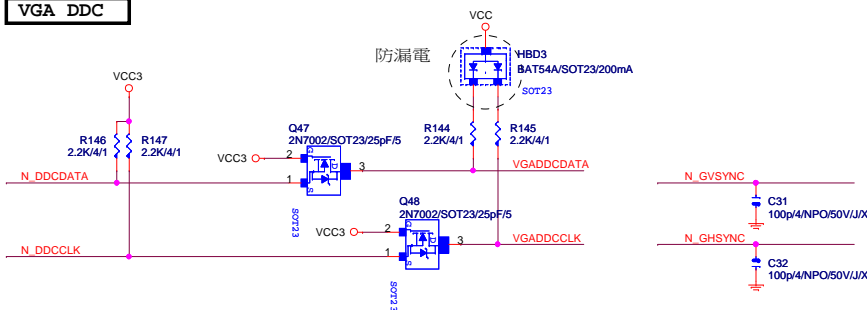 VGA DDC
VCC
防漏電
HBD3
BAT54A/SOT23/200mA
SOT23
VCC3
R146
2.2K/4/1
R147
2.2K/4/1
Q47
2N7002/SOT23/25pF/5
R144
2.2K/4/1
R145
2.2K/4/1
VCC3
2
G
D
S
3
1
VGADDCDATA
N_DDCDATA
SOT23
Q48
2N7002/SOT23/25pF/5
VCC3
2
G
D
S
3
1
VGADDCCLK
N_DDCCLK
SOT23
N_GVSYNC
C31
100p/4/NPO/50V/J/X
N_GHSYNC
C32
100p/4/NPO/50V/J/X